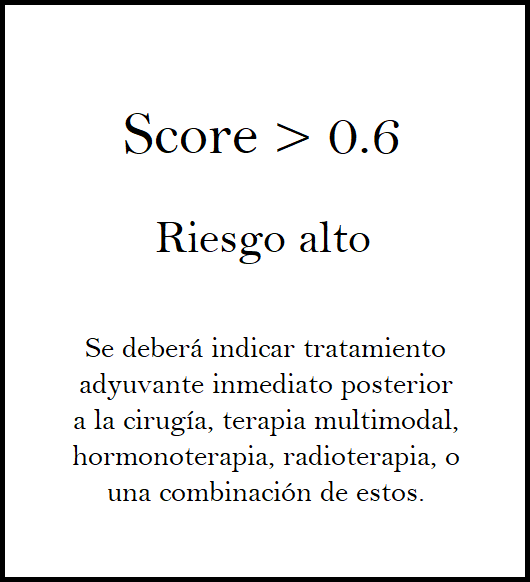 Score > 0.6
Riesgo alto
Se deberá indicar tratamiento
adyuvante inmediato posterior
a la cirugía, terapia multimodal,
hormonoterapia, radioterapia, o
una combinación de estos.